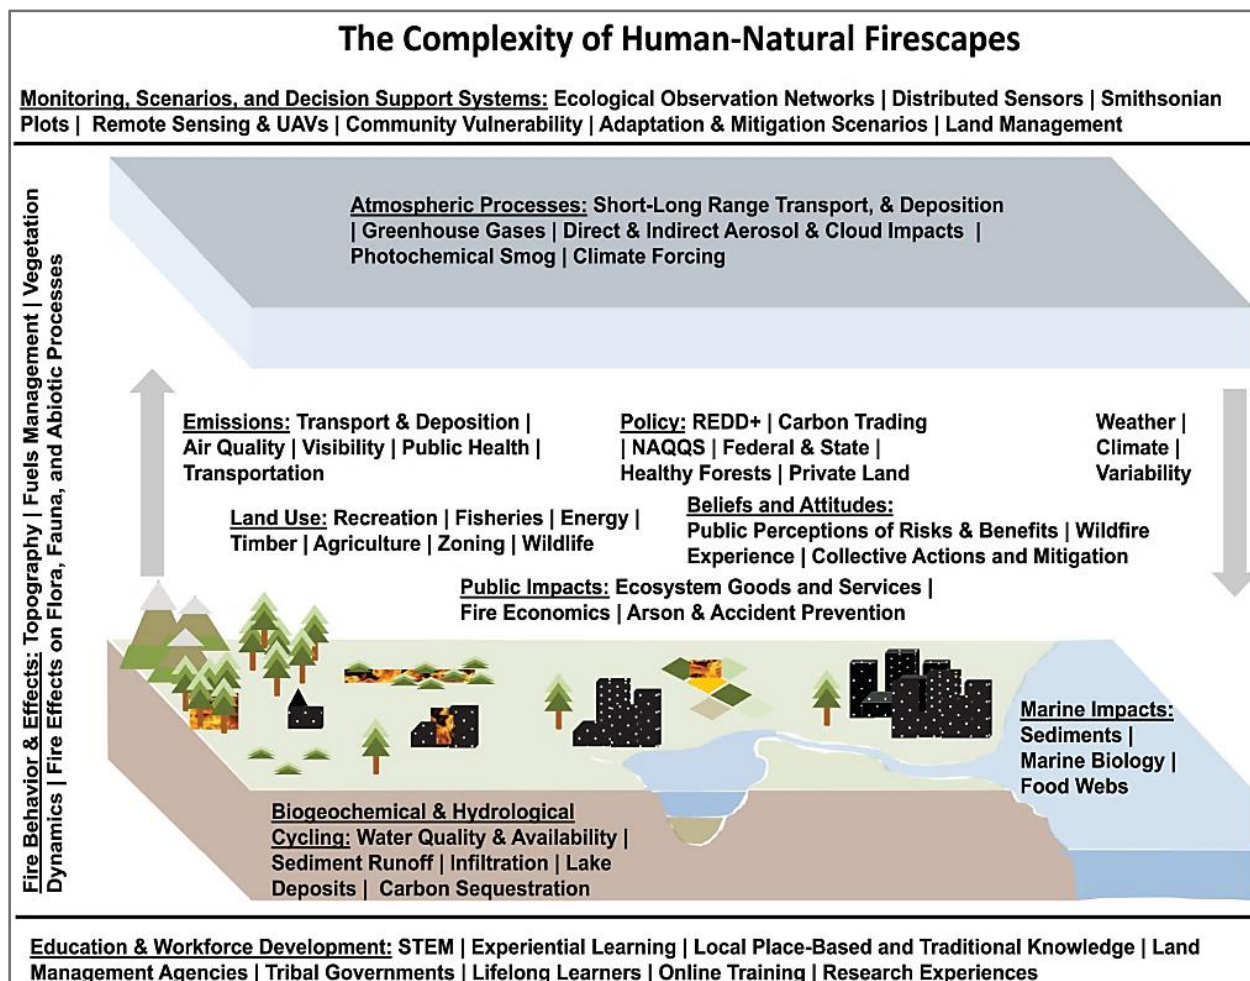 The Complexity of Human-Natural Firescapes
Monitoring, Scenarios, and Decision Support Systems: Ecological Observation Networks | Distributed Sensors | Smithsonian
Plots | Remote Sensing & UAVs | Community Vulnerability | Adaptation & Mitigation Scenarios | Land Management
Fire Behavior & Effects: Topography | Fuels Management | Vegetation
Dynamics | Fire Effects on Flora, Fauna, and Abiotic Processes
Atmospheric Processes: Short-Long Range Transport, & Deposition
| Greenhouse Gases | Direct & Indirect Aerosol & Cloud Impacts |
Photochemical Smog | Climate Forcing
Emissions: Transport & Deposition |
Air Quality | Visibility | Public Health |
Transportation
Policy: REDD+ | Carbon Trading
| NAQQS | Federal & State |
Healthy Forests | Private Land
Weather |
Climate |
Variability
Land Use: Recreation | Fisheries | Energy |
Timber | Agriculture | Zoning | Wildlife
Beliefs and Attitudes:
Public Perceptions of Risks & Benefits | Wildfire
Experience | Collective Actions and Mitigation
Public Impacts: Ecosystem Goods and Services |
Fire Economics | Arson & Accident Prevention
Marine Impacts:
Sediments |
Marine Biology |
Food Webs
Biogeochemical & Hydrological
Cycling: Water Quality & Availability |
Sediment Runoff | Infiltration | Lake
Deposits | Carbon Sequestration
Education & Workforce Development: STEM | Experiential Learning | Local Place-Based and Traditional Knowledge | Land
Management Agencies | Tribal Governments | Lifelong Learners | Online Training | Research Experiences